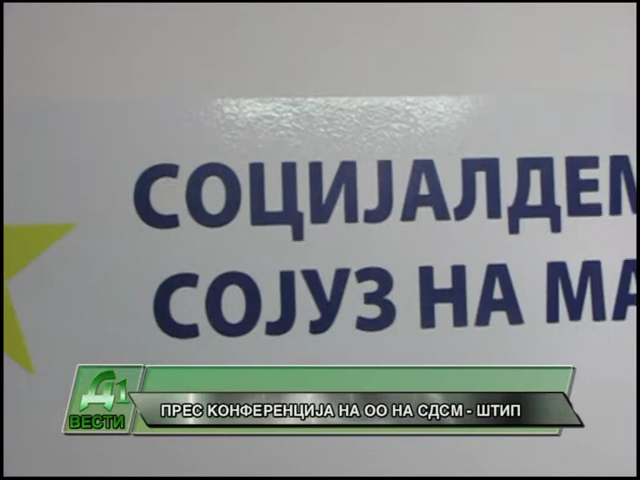 СОЦИЈАЛДЕМ
СОЈУЗ НА МА
Д1
ВЕСТИ
ПРЕС КОНФЕРЕНЦИЈА НА ОО НА СДСМ - ШТИП